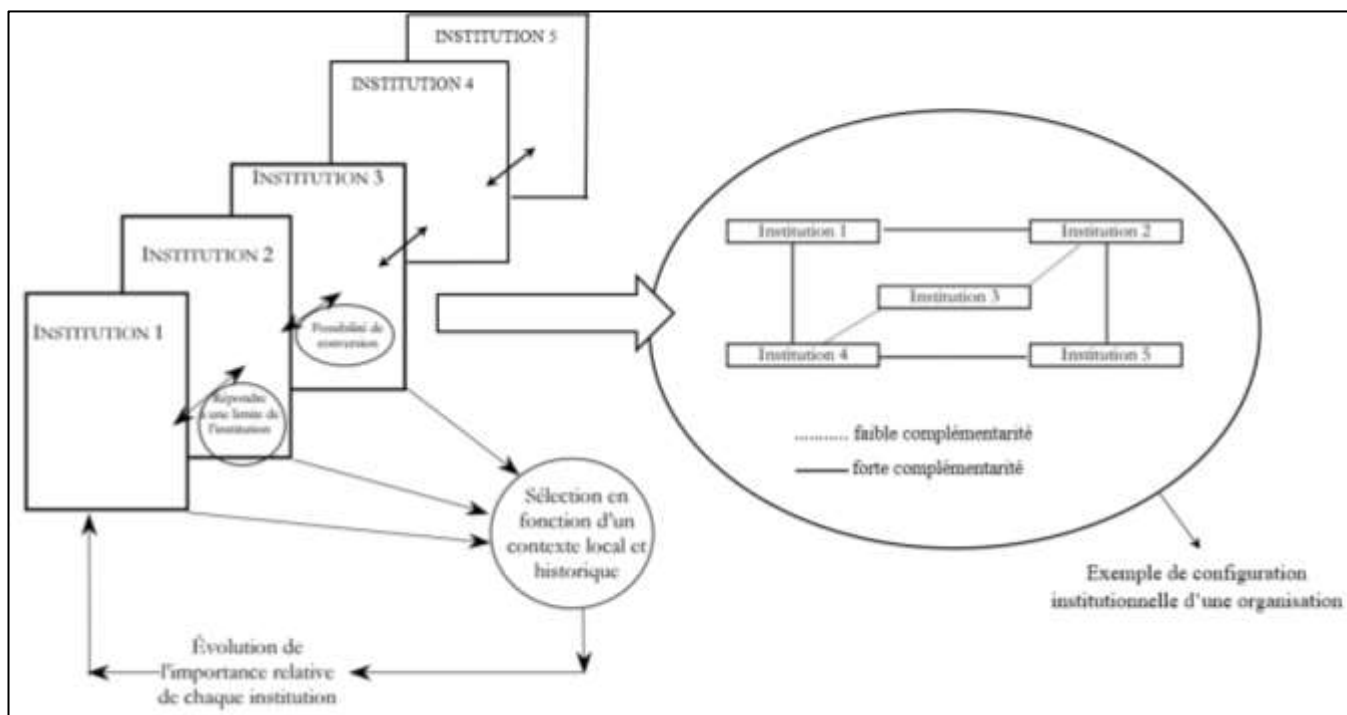 INSTITUTION 5
INSTITUTION 4
INSTITUTION 3
INSTITUTION 2
INSTITUTION 1
Possibilité de
conversion
Répondre
à une limite de
l'institution
Sélection en
fonction d'un
contexte local et
historique
Évolution de
l'importance relative
de chaque institution
Institution 1
Institution 2
Institution 3
Institution 4
Institution 5
faible complémentarité
forte complémentarité
Exemple de configuration
institutionnelle d'une organisation